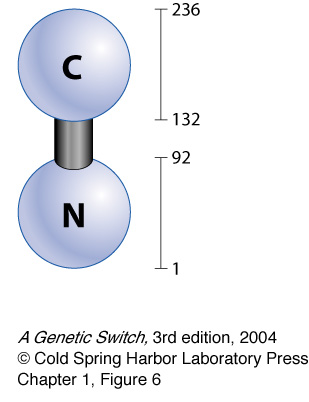 C
236
132
92
N
1
A Genetic Switch, 3rd edition, 2004
© Cold Spring Harbor Laboratory Press
Chapter 1, Figure 6